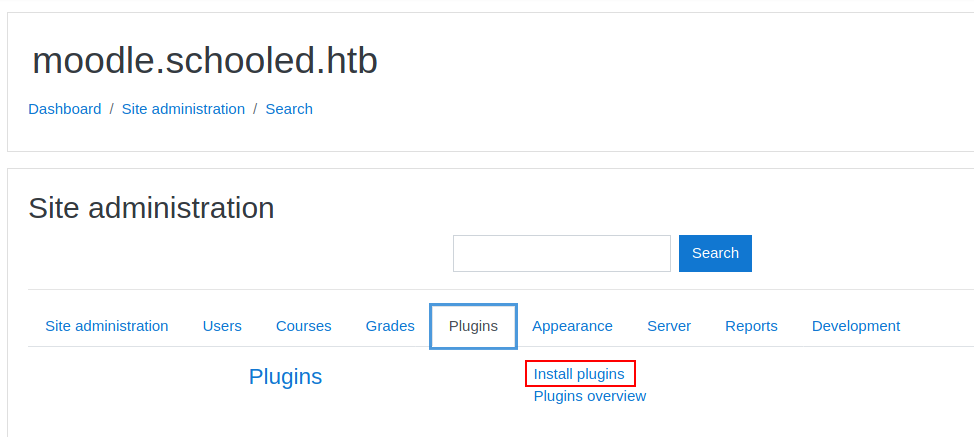 moodle.schooled.htb
Dashboard / Site administration / Search
Site administration
Search
Site administration Users Courses Grades Plugins Appearance Server Reports Development
Plugins Install plugins
Plugins overview